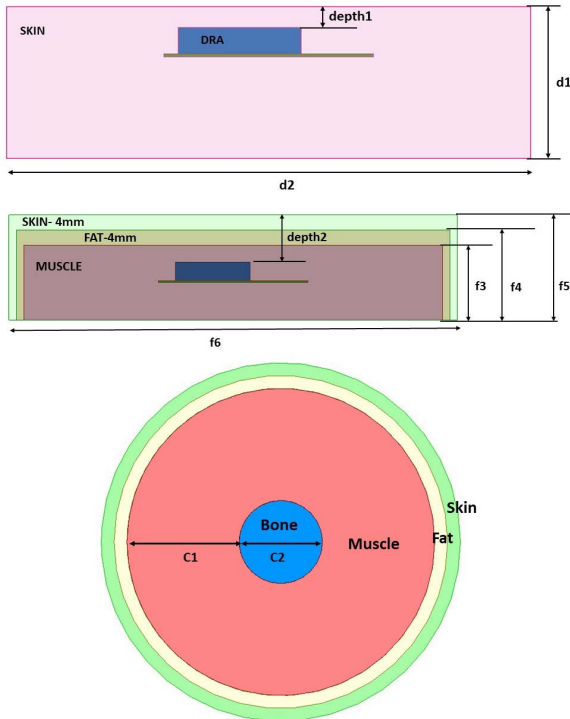 SKIN
depth1
DRA
d1
d2
SKIN- 4mm
FAT-4mm
depth2
MUSCLE
f3
f4
f5
f6
Skin
Bone
Fat
Muscle
C1
C2